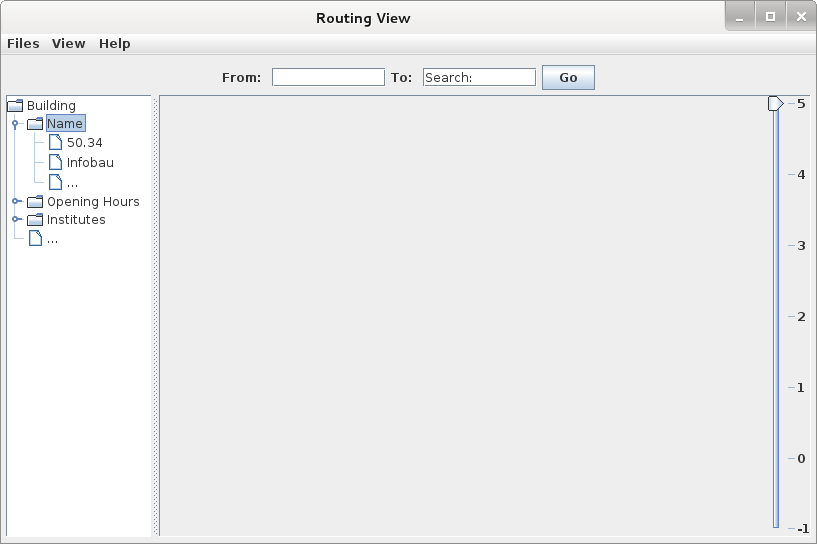 Routing View
Files View Help
From: To: Search: Go
Building
Name
50.34
Infobau
...
Opening Hours
Institutes
...
5
4
3
2
1
0
-1